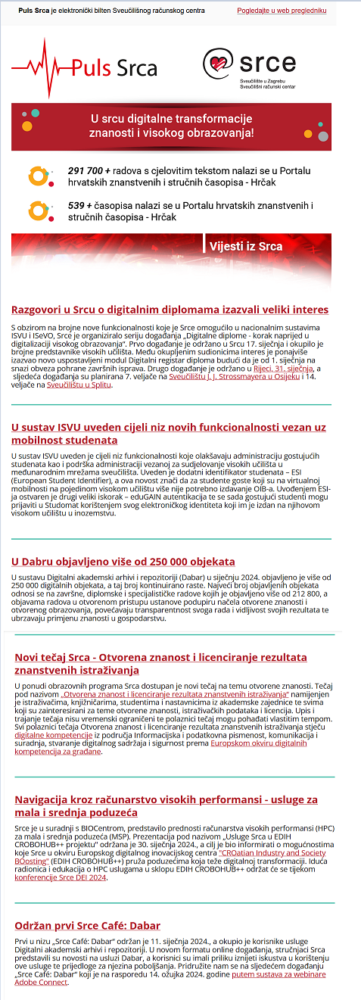 Puls Srca je elektronički bilten Sveučilišnog računskog centra
Pogledajte u web pregledniku
Puls Srca
srce
Sveučilište u Zagrebu
Sveučilišni računski centar
U srcu digitalne transformacije
znanosti i visokog obrazovanja!
291 700 + radova s cjelovitim tekstom nalazi se u Portalu
hrvatskih znanstvenih i stručnih časopisa - Hrčak
539 + časopisa nalazi se u Portalu hrvatskih znanstvenih i
stručnih časopisa - Hrčak
Vijesti iz Srca
Razgovori u Srcu o digitalnim diplomama izazvali veliki interes
S obzirom na brojne nove funkcionalnosti koje je Srce omogućilo u nacionalnim sustavima
ISVU i ISeVO, Srce je organiziralo seriju događanja „Digitalne diplome - korak naprijed u
digitalizaciji visokog obrazovanja“. Prvo događanje je održano u Srcu 17. siječnja i okupilo je
brojne predstavnike visokih učilišta. Među okupljenim sudionicima interes je ponajviše
izazvao novo uspostavljeni modul Digitalni registar diploma budući da je od 1. siječnja na
snazi obveza pohrane završnih isprava. Drugo događanje je održano u Rijeci, 31. siječnja, a
sljedeća događanja su planirana 7. veljače na Sveučilištu J. J. Strossmayera u Osijeku i 14.
veljače na Sveučilištu u Splitu.
U sustav ISVU uveden cijeli niz novih funkcionalnosti vezan uz
mobilnost studenata
U sustav ISVU uveden je cijeli niz funkcionalnosti koje olakšavaju administraciju gostujućih
studenata kao i podrška administraciji vezanoj za sudjelovanje visokih učilišta u
međunarodnim mrežama sveučilišta. Uveden je dodatni identifikator studenata – ESI
(European Student Identifier), a ova novost znači da za studente goste koji su na virtualnoj
mobilnosti na pojedinom visokom učilištu više nije potrebno izdavanje OIB-a. Uvođenjem ESI-
ja ostvaren je drugi veliki iskorak – eduGAIN autentikacija te se sada gostujući studenti mogu
prijaviti u Studomat korištenjem svog elektroničkog identiteta koji im je izdan na njihovom
visokom učilištu u inozemstvu.
U Dabru objavljeno više od 250 000 objekata
U sustavu Digitalni akademski arhivi i repozitoriji (Dabar) u siječnju 2024. objavljeno je više od
250 000 digitalnih objekata, a taj broj kontinuirano raste. Najveći broj objavljenih objekata
odnosi se na završne, diplomske i specijalističke radove kojih je objavljeno više od 212 800, a
objavama radova u otvorenom pristupu ustanove podupiru načela otvorene znanosti i
otvorenog obrazovanja, povećavaju transparentnost svoga rada i vidljivost svojih rezultata te
ubrzavaju primjenu znanosti u gospodarstvu.
Novi tečaj Srca - Otvorena znanost i licenciranje rezultata
znanstvenih istraživanja
U ponudi obrazovnih programa Srca dostupan je novi tečaj na temu otvorene znanosti. Tečaj
pod nazivom „Otvorena znanost i licenciranje rezultata znanstvenih istraživanja“ namijenjen
je istraživačima, knjižničarima, studentima i nastavnicima iz akademske zajednice te svima
koji su zainteresirani za teme otvorene znanosti, istraživačkih podataka i licencija. Upis i
trajanje tečaja nisu vremenski ograničeni te polaznici tečaj mogu pohađati vlastitim tempom.
Svi polaznici tečaja Otvorena znanost i licenciranje rezultata znanstvenih istraživanja stječu
digitalne kompetencije iz područja Informacijska i podatkovna pismenost, komunikacija i
suradnja, stvaranje digitalnog sadržaja i sigurnost prema Europskom okviru digitalnih
kompetencija za građane.
Navigacija kroz računarstvo visokih performansi - usluge za
mala i srednja poduzeća
Srce je u suradnji s BIOCentrom, predstavilo prednosti računarstva visokih performansi (HPC)
za mala i srednja poduzeća (MSP). Prezentacija pod nazivom „Usluge Srca u EDIH
CROBOHUB++ projektu" održana je 30. siječnja 2024., a cilj je bio informirati o mogućnostima
koje Srce u okviru Europskog digitalnog inovacijskog centra "CROatian Industry and Society
BOosting" (EDIH CROBOHUB++) pruža poduzećima koja teže digitalnoj transformaciji. Iduća
radionica i edukacija o HPC uslugama u sklopu EDIH CROBOHUB++ održat će se tijekom
konferencije Srce DEI 2024.
Održan prvi Srce Café: Dabar
Prvi u nizu „Srce Café: Dabar“ održan je 11. siječnja 2024., a okupio je korisnike usluge
Digitalni akademski arhivi i repozitoriji. U novom formatu online događanja, stručnjaci Srca
predstavili su novosti na usluzi Dabar, a korisnici su imali priliku iznijeti iskustva u korištenju
ove usluge te prijedloge za njezina poboljšanja. Pridružite nam se na sljedećem događanju
„Srce Café: Dabar“ koji je na rasporedu 14. ožujka 2024. godine putem sustava za webinare
Adobe Connect.